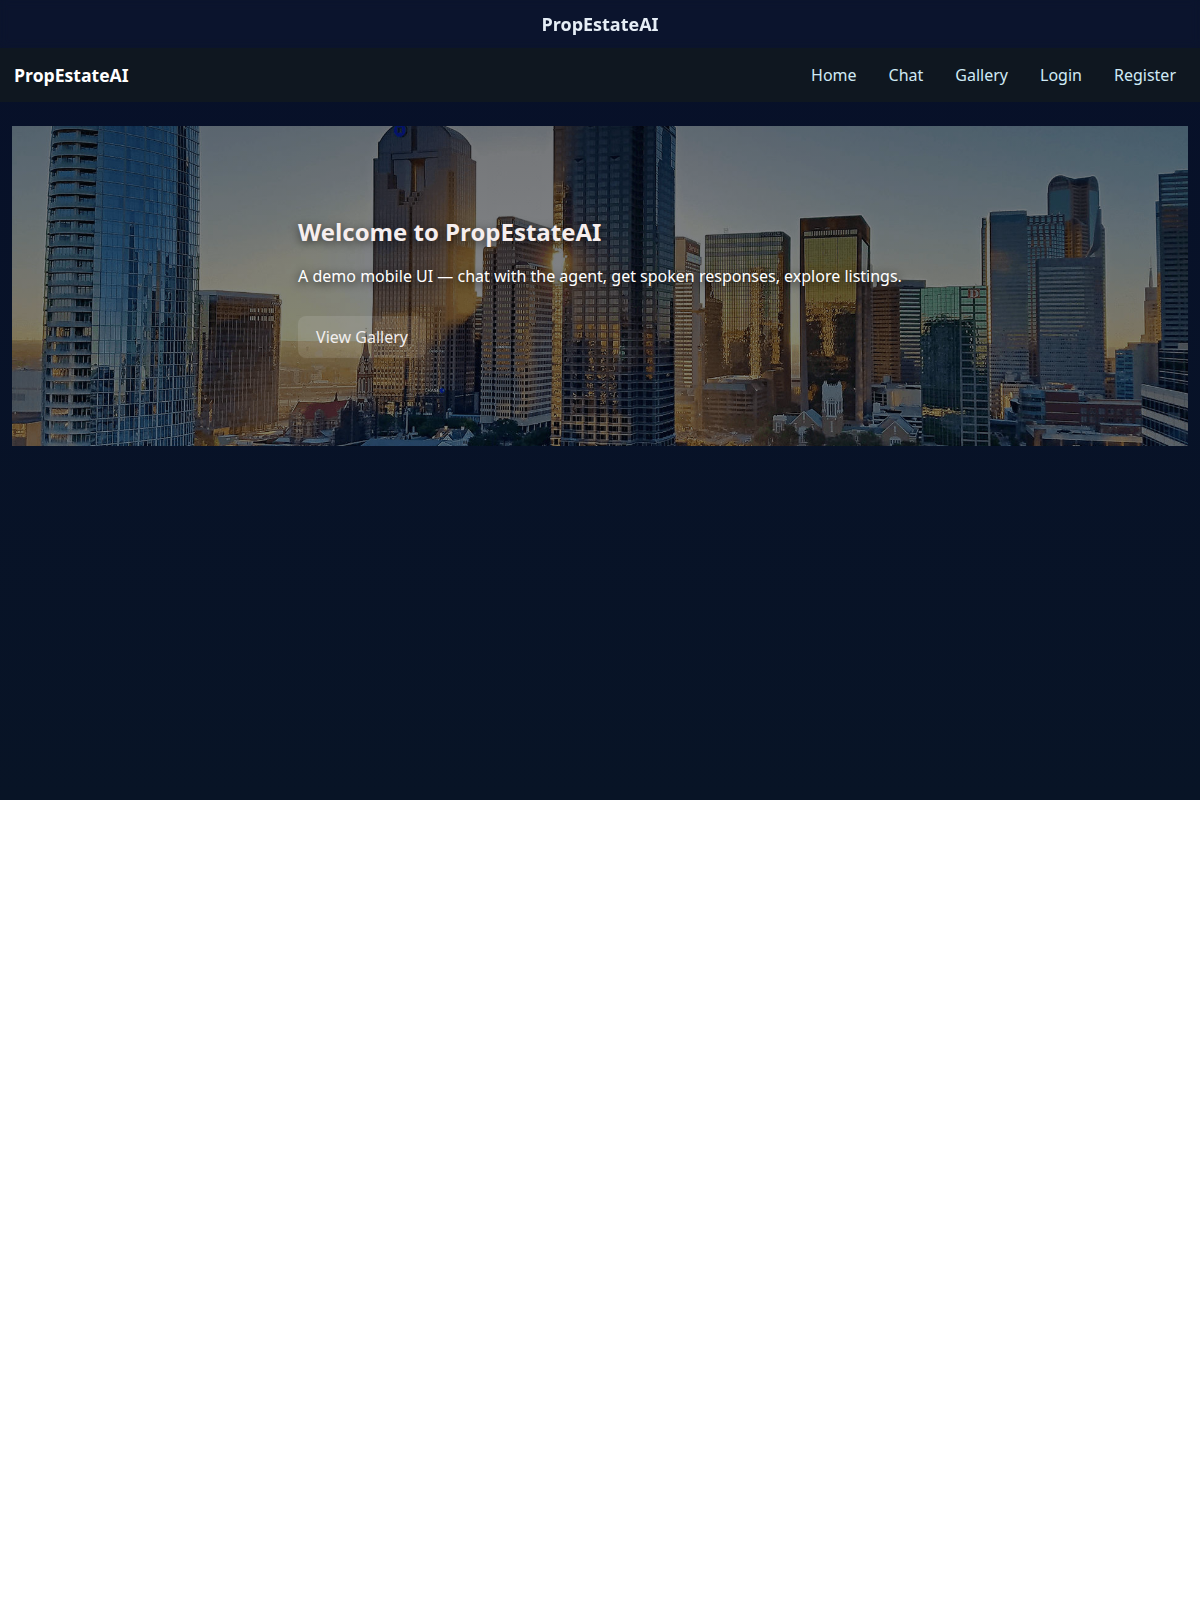 PropEstateAI
PropEstateAI
Home Chat Gallery Login Register
Welcome to PropEstateAI
A demo mobile UI — chat with the agent, get spoken responses, explore listings.
View Gallery